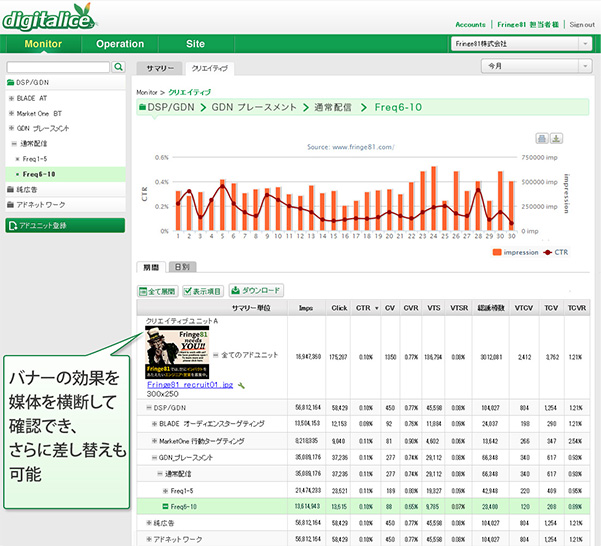 digitalice
Accounts | Fringe81 担当者様 | Sign out
Monitor Operation Site
Fringe81株式会社
サマリー クリエイティブ
今月
DSP/GDN
BLADE AT
Market One BT
GDN プレースメント
通常配信
Freq1-5
Freq6-10
純広告
アドネットワーク
アドユニット登録
Monitor > クリエイティブ
DSP/GDN > GDN プレースメント > 通常配信 > Freq6-10
Source: www.fringe81.com/
0.6% 750000 imp
0.4% 500000 imp
0.2% 250000 imp
0% 0 imp
CTR
impression
1 2 3 4 5 6 7 8 9 10 11 12 13 14 15 16 17 18 19 20 21 22 23 24 25 26 27 28 29 30 30
impression CTR
期間 日別
全て展開 表示項目 ダウンロード
サマリー単位 Imps Click CTR CV CVR VTS VTSR 総誘導数 VTCV TCV TCVR
クリエイティブユニットA
Fringe81
needs
YOU!!
全てのアドユニット 16,947,368 175,287 0.10% 1350 0.77% 136,794 0.08% 3012,081 2,412 3,762 1.21%
Fringe81_recruit01.jpg
300x250
DSP/GDN 56,812,164 58,429 0.10% 450 0.77% 45,598 0.08% 104,027 804 1,254 1.21%
BLADE オーディエンスターゲティング 13,504,153 12,153 0.09% 92 0.76% 11,884 0.09% 24,037 198 290 1.21%
MarketOne 行動ターゲティング 8,218,835 9,040 0.11% 81 0.90% 4,602 0.06% 13,642 266 347 2.54%
GDN_プレースメント 35,089,176 37,236 0.11% 274 0.77% 29,112 0.08% 66,348 340 617 0.93%
通常配信 35,089,176 37,236 0.11% 274 0.77% 29,112 0.08% 66,348 340 617 0.93%
Freq1-5 21,474,233 23,621 0.11% 189 0.80% 19,327 0.09% 42,948 220 409 0.95%
Freq6-10 13,614,943 13,615 0.10% 88 0.65% 9,785 0.07% 23,400 120 208 0.89%
純広告 56,812,164 58,429 0.10% 450 0.77% 45,598 0.08% 104,027 804 1,254 1.21%
アドネットワーク 56,812,164 58,429 0.10% 450 0.77% 45,598 0.08% 104,027 804 1,254 1.21%
バナーの効果を
媒体を横断して
確認でき、
さらに差し替えも
可能